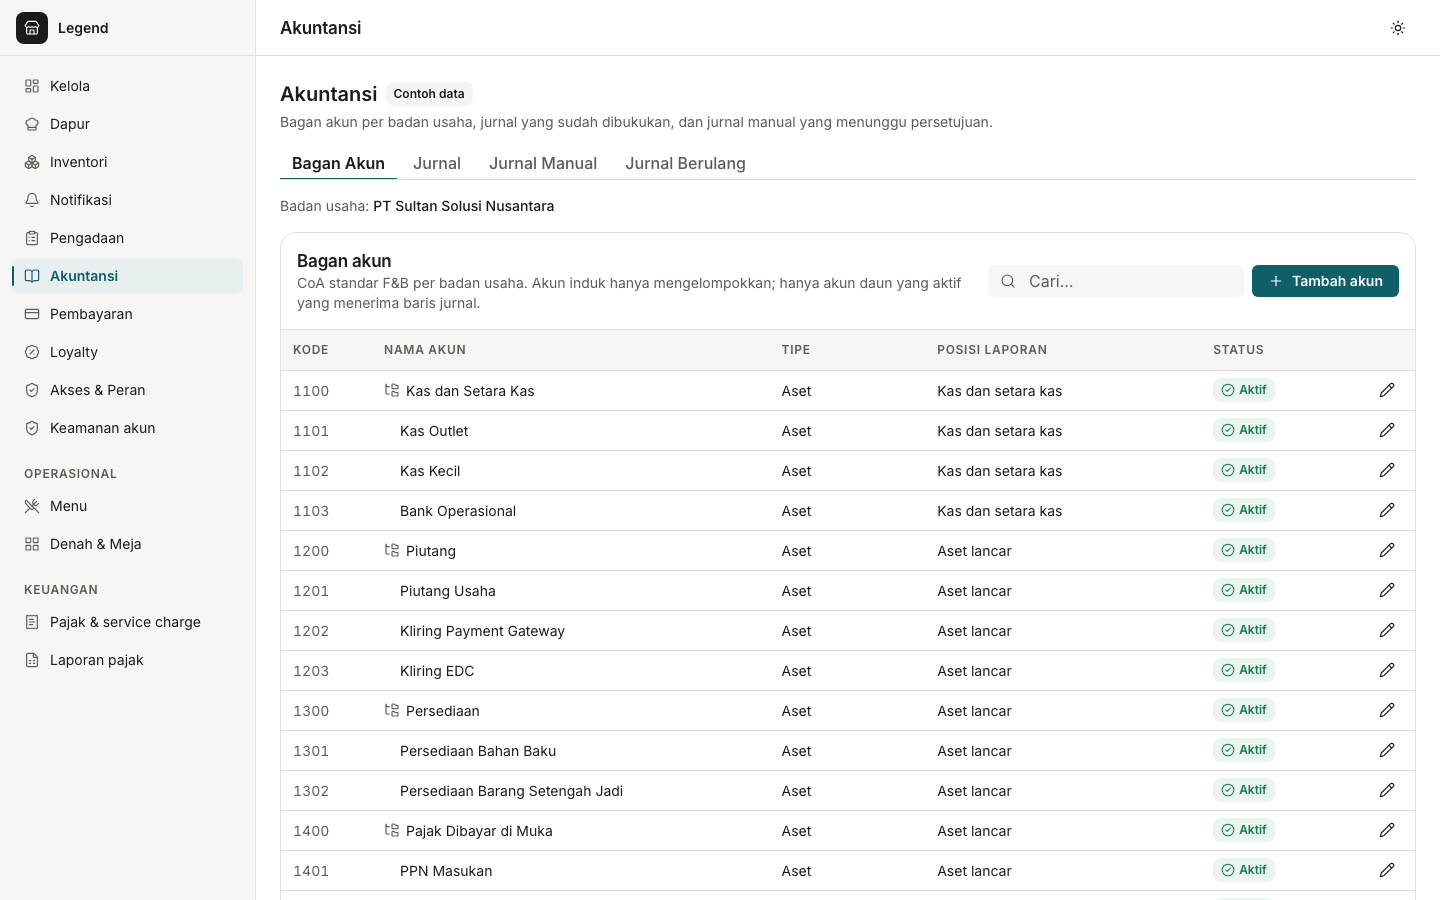 Legend
Akuntansi
Kelola
Dapur
Inventori
Notifikasi
Pengadaan
Akuntansi
Pembayaran
Loyalty
Akses & Peran
Keamanan akun
OPERASIONAL
Menu
Denah & Meja
KEUANGAN
Pajak & service charge
Laporan pajak
Akuntansi Contoh data
Bagan akun per badan usaha, jurnal yang sudah dibukukan, dan jurnal manual yang menunggu persetujuan.
Bagan Akun Jurnal Jurnal Manual Jurnal Berulang
Badan usaha: PT Sultan Solusi Nusantara
Bagan akun
CoA standar F&B per badan usaha. Akun induk hanya mengelompokkan; hanya akun daun yang aktif
yang menerima baris jurnal.
Cari...
Tambah akun
KODE NAMA AKUN TIPE POSISI LAPORAN STATUS
1100 Kas dan Setara Kas Aset Kas dan setara kas Aktif
1101 Kas Outlet Aset Kas dan setara kas Aktif
1102 Kas Kecil Aset Kas dan setara kas Aktif
1103 Bank Operasional Aset Kas dan setara kas Aktif
1200 Piutang Aset Aset lancar Aktif
1201 Piutang Usaha Aset Aset lancar Aktif
1202 Kliring Payment Gateway Aset Aset lancar Aktif
1203 Kliring EDC Aset Aset lancar Aktif
1300 Persediaan Aset Aset lancar Aktif
1301 Persediaan Bahan Baku Aset Aset lancar Aktif
1302 Persediaan Barang Setengah Jadi Aset Aset lancar Aktif
1400 Pajak Dibayar di Muka Aset Aset lancar Aktif
1401 PPN Masukan Aset Aset lancar Aktif